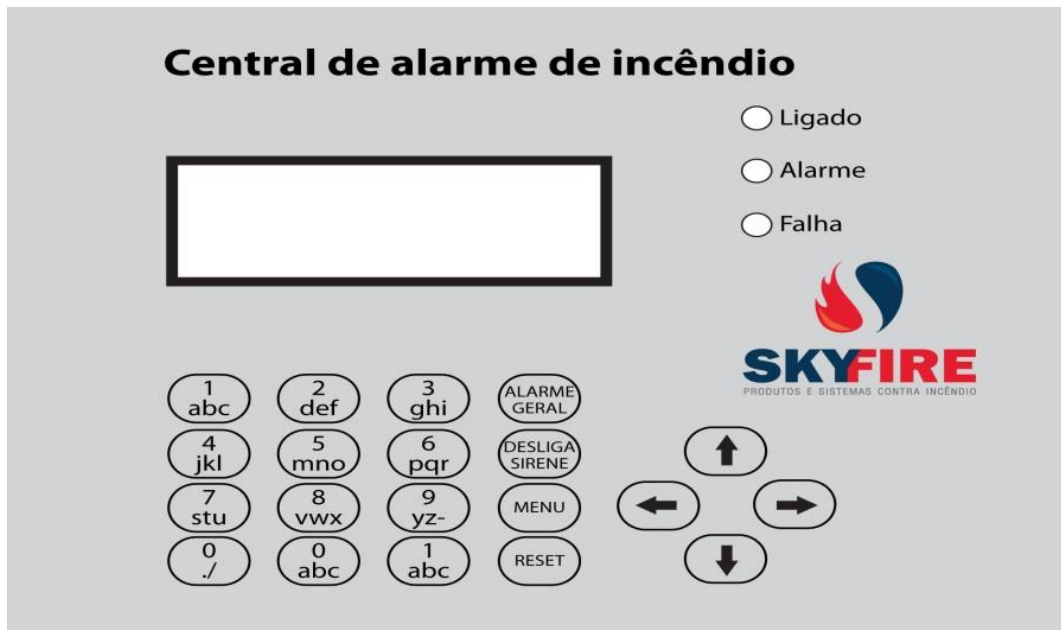 Central de alarme de incêndio
Ligado
Alarme
Falha
SKYFIRE
PRODUTOS E SISTEMAS CONTRA INCÊNDIO
1 2 3 ALARME
abc def ghi GERAL
4 5 6 DESLIGA
jkl mno pqr SIRENE
7 8 9 MENU
stu vwx yz-
0 0 1 RESET
./ abc abc